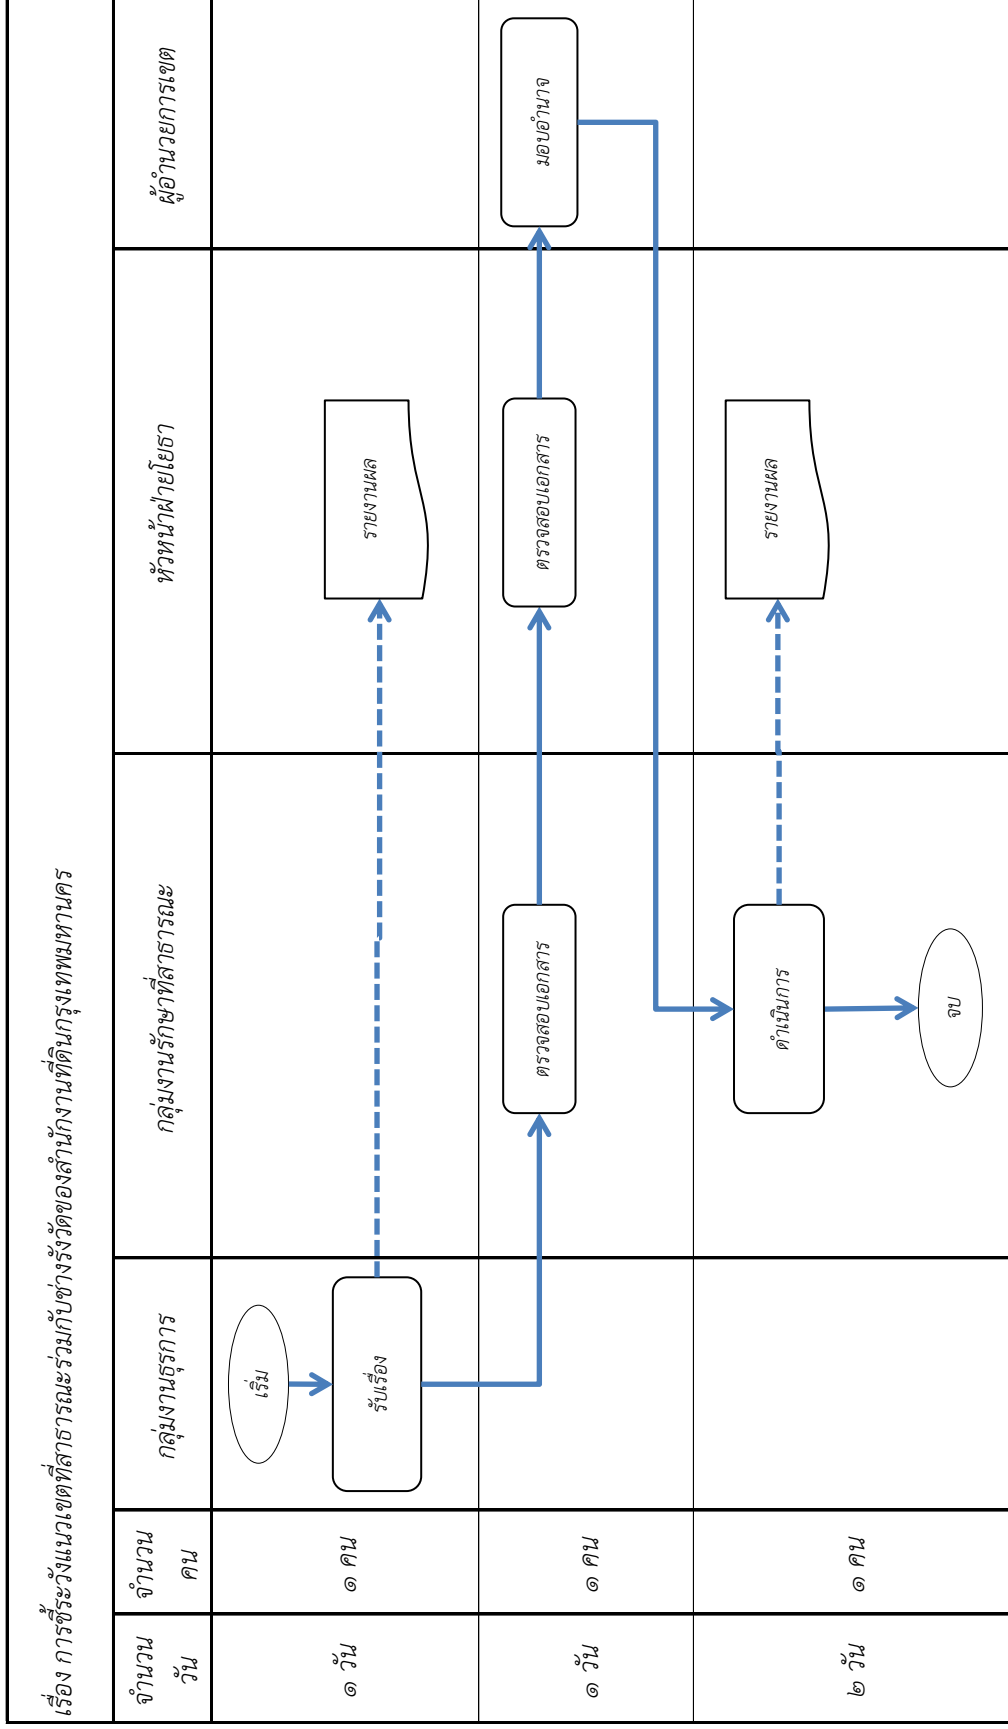 เรื่อง การชี้ระวังแนวเขตที่สาธารณะร่วมกับช่างรังวัดของสำนักงานที่ดินกรุงเทพมหานคร
จำนวน
วัน
จำนวน
คน
กลุ่มงานธุรการ
กลุ่มงานรักษาที่สาธารณะ
หัวหน้าฝ่ายโยธา
ผู้อำนวยการเขต
๑ วัน
๑ คน
เริ่ม
รับเรื่อง
รายงานผล
๑ วัน
๑ คน
ตรวจสอบเอกสาร
ตรวจสอบเอกสาร
มอบอำนาจ
๒ วัน
๑ คน
ดำเนินการ
รายงานผล
จบ